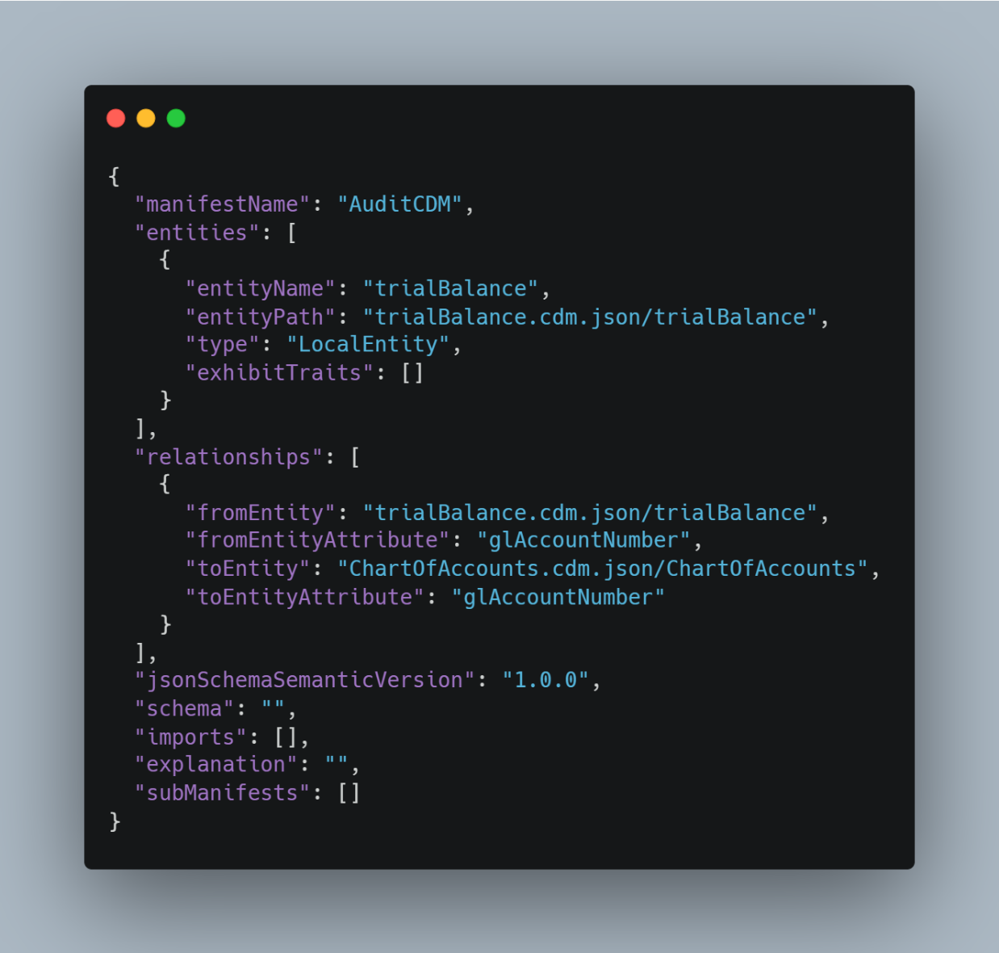 {
  "manifestName": "AuditCDM",
  "entities": [
    {
      "entityName": "trialBalance",
      "entityPath": "trialBalance.cdm.json/trialBalance",
      "type": "LocalEntity",
      "exhibitTraits": []
    }
  ],
  "relationships": [
    {
      "fromEntity": "trialBalance.cdm.json/trialBalance",
      "fromEntityAttribute": "glAccountNumber",
      "toEntity": "ChartOfAccounts.cdm.json/ChartOfAccounts",
      "toEntityAttribute": "glAccountNumber"
    }
  ],
  "jsonSchemaSemanticVersion": "1.0.0",
  "schema": "",
  "imports": [],
  "explanation": "",
  "subManifests": []
}